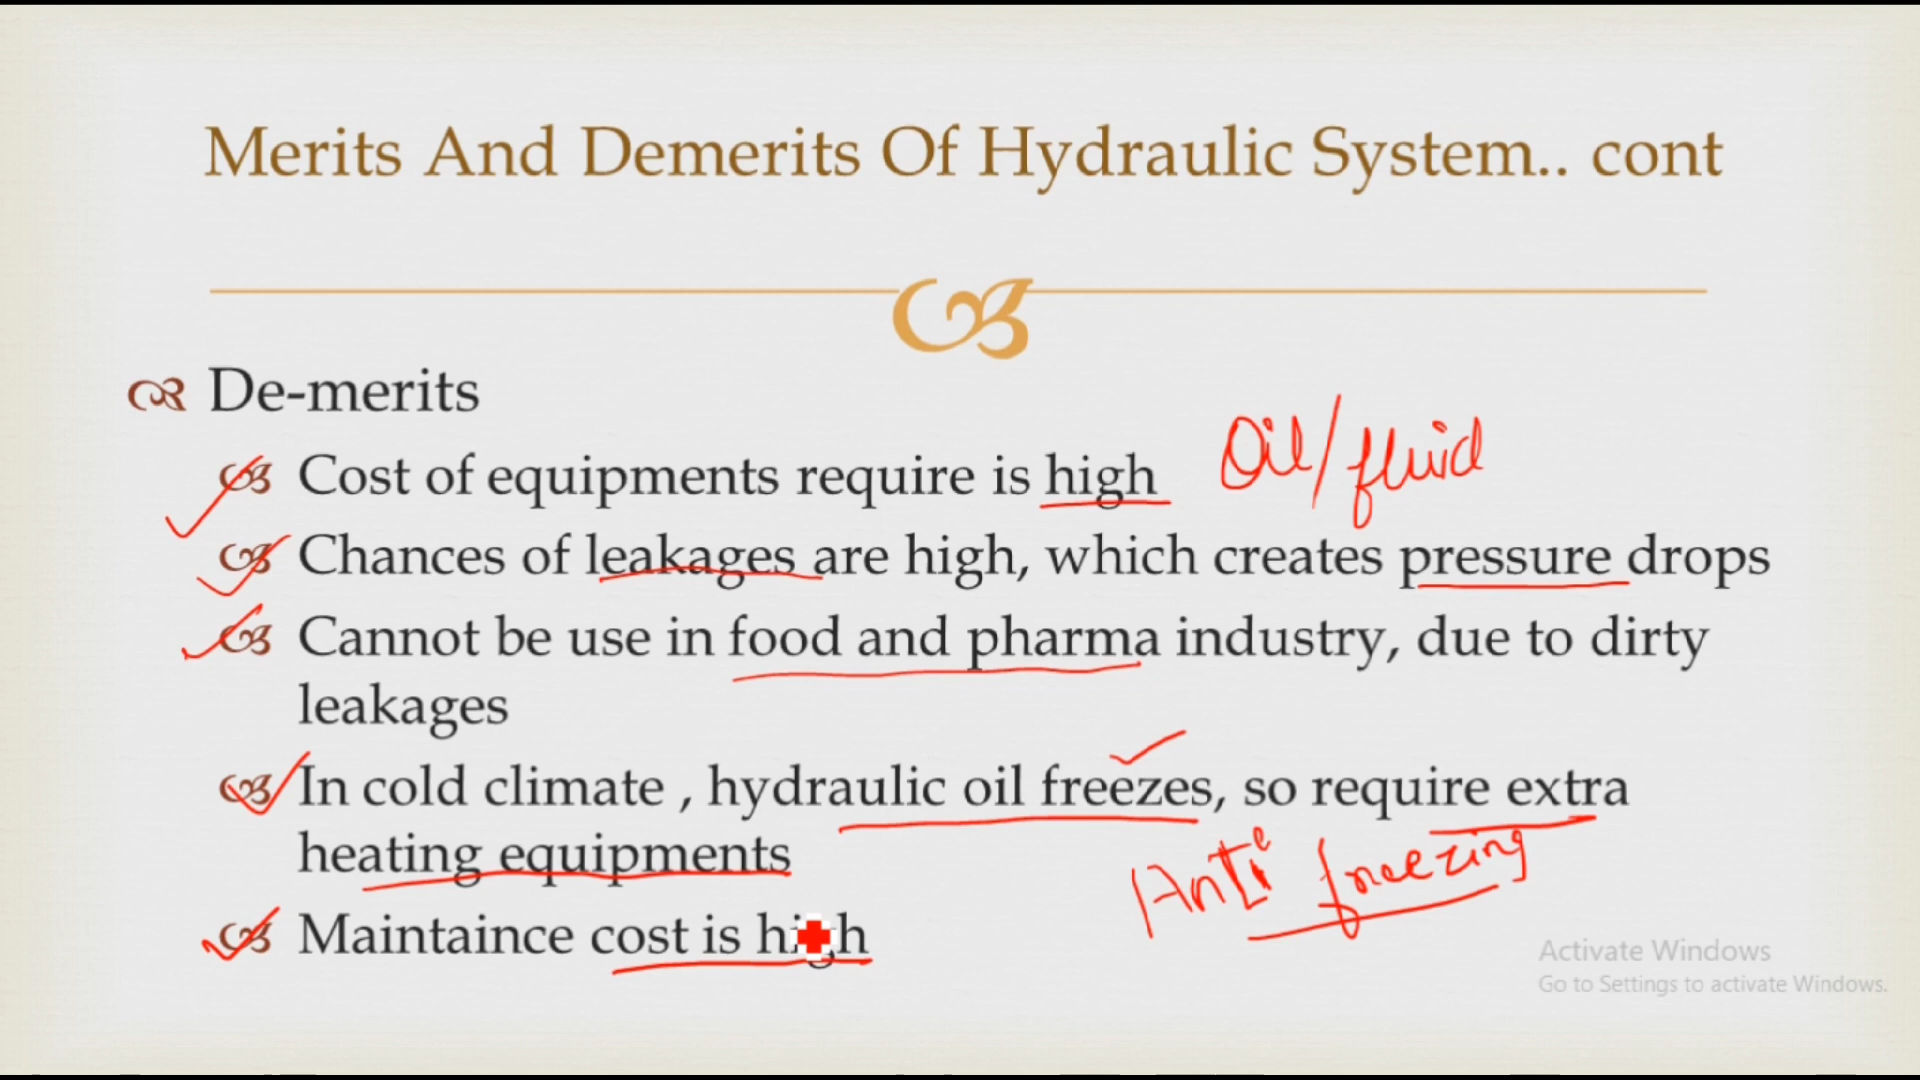 Merits And Demerits Of Hydraulic System.. cont
De-merits
Cost of equipments require is high
Oil/fluid
Chances of leakages are high, which creates pressure drops
Cannot be use in food and pharma industry, due to dirty
leakages
In cold climate , hydraulic oil freezes, so require extra
heating equipments
Anti freezing
Maintaince cost is high
Activate Windows
Go to Settings to activate Windows.